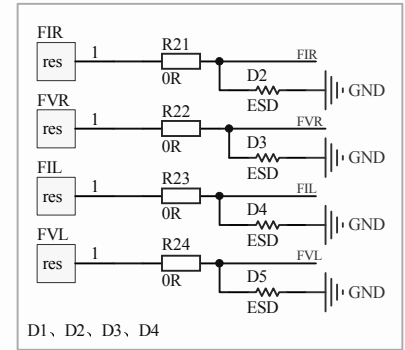 FIR
res 1 R21 0R FIR
D2 ESD GND
FVR
res 1 R22 0R FVR
D3 ESD GND
FIL
res 1 R23 0R FIL
D4 ESD GND
FVL
res 1 R24 0R FVL
D5 ESD GND
D1、D2、D3、D4